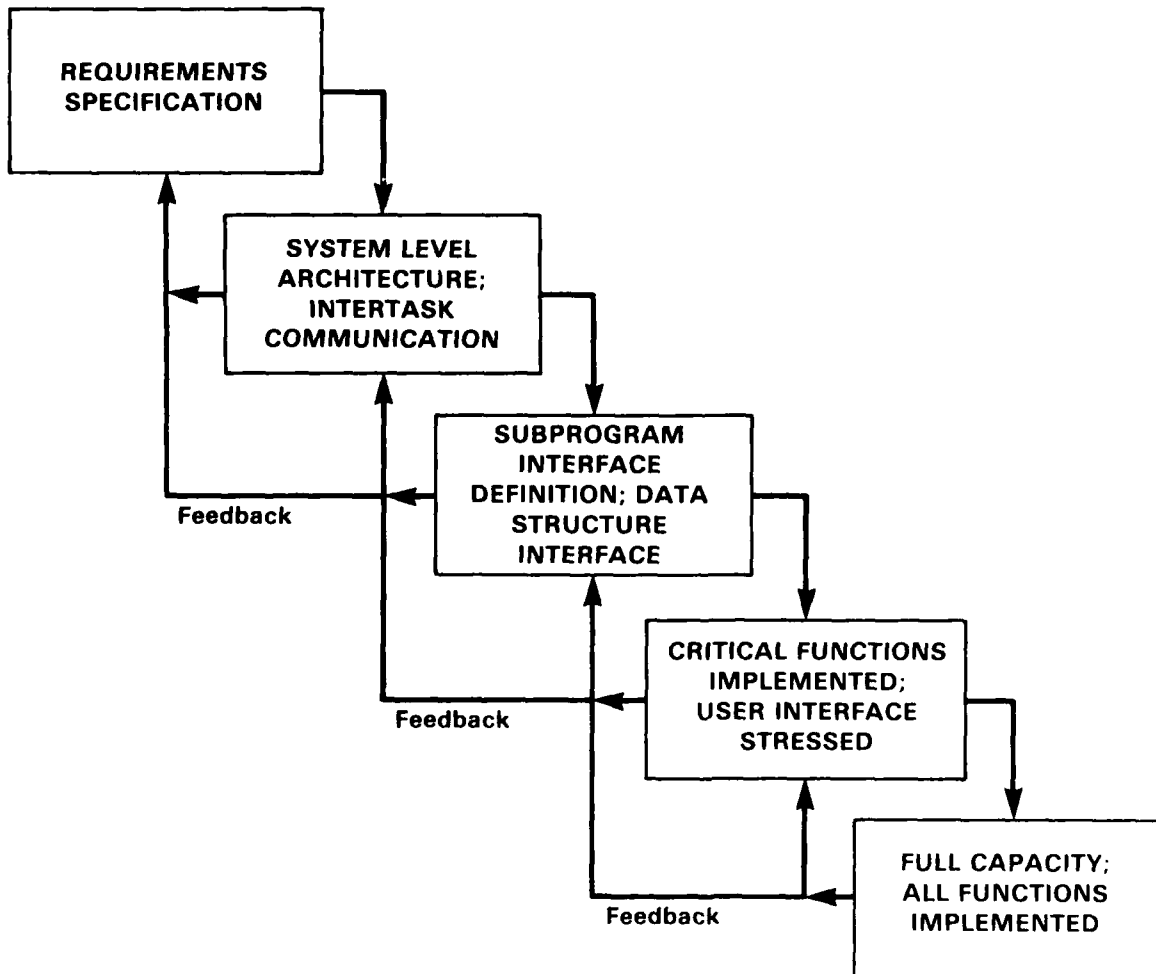 REQUIREMENTS
SPECIFICATION
SYSTEM LEVEL
ARCHITECTURE;
INTERTASK
COMMUNICATION
SUBPROGRAM
INTERFACE
DEFINITION; DATA
STRUCTURE
INTERFACE
Feedback
CRITICAL FUNCTIONS
IMPLEMENTED;
USER INTERFACE
STRESSED
Feedback
FULL CAPACITY;
ALL FUNCTIONS
IMPLEMENTED
Feedback